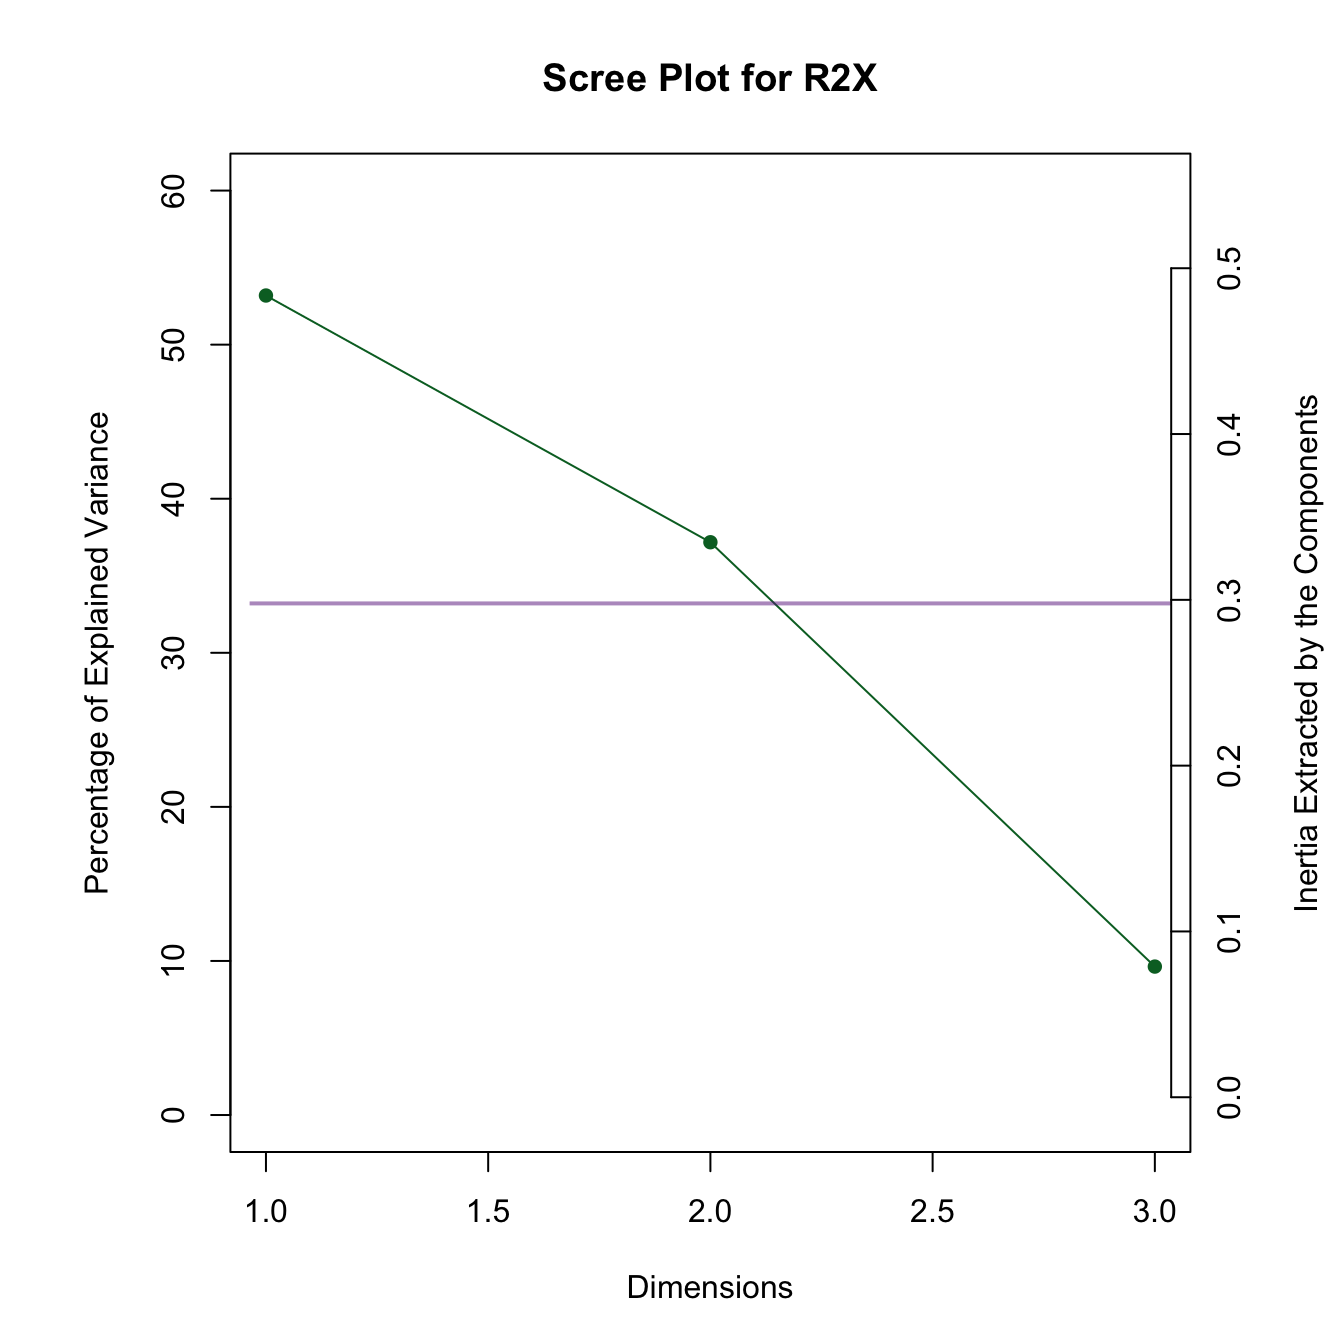 Scree Plot for R2X
Percentage of Explained Variance
60
50
40
30
20
10
0
0.5
0.4
0.3
0.2
0.1
0.0
Inertia Extracted by the Components
1.0 1.5 2.0 2.5 3.0
Dimensions